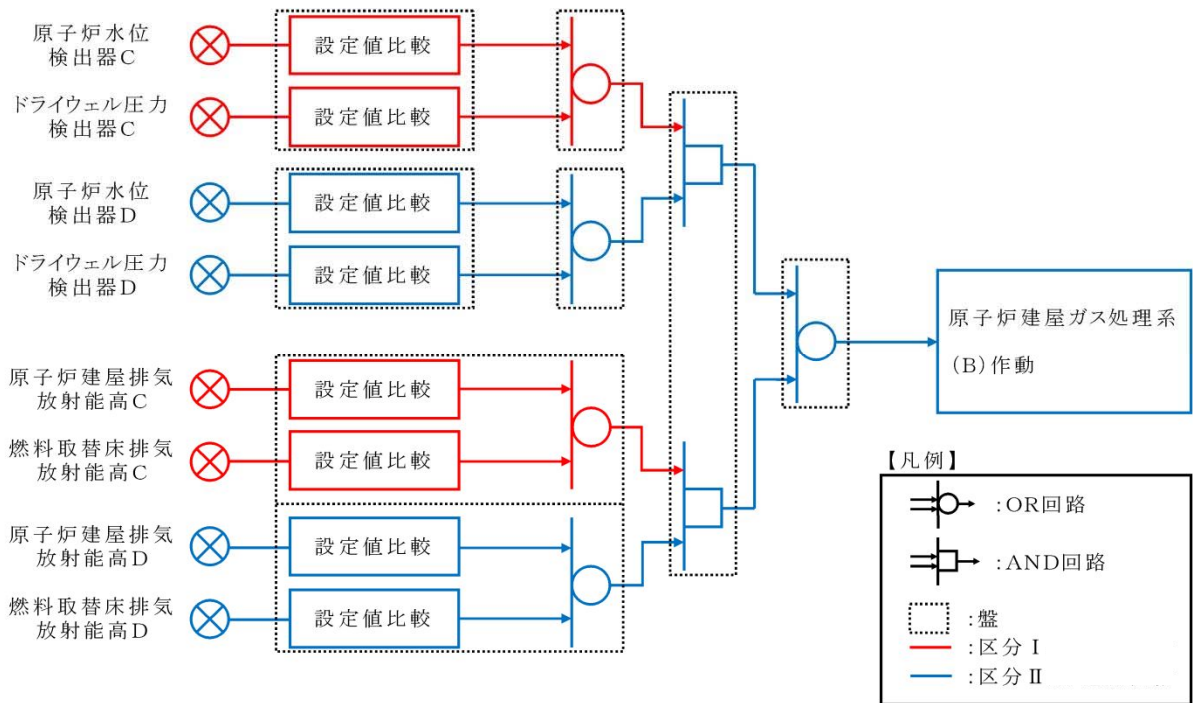 原子炉水位
検出器C
設定値比較
ドライウェル圧力
検出器C
設定値比較
原子炉水位
検出器D
設定値比較
ドライウェル圧力
検出器D
設定値比較
原子炉建屋排気
放射能高C
設定値比較
燃料取替床排気
放射能高C
設定値比較
原子炉建屋排気
放射能高D
設定値比較
燃料取替床排気
放射能高D
設定値比較
原子炉建屋ガス処理系
(B)作動
【凡例】
:OR回路
:AND回路
:盤
:区分Ⅰ
:区分Ⅱ